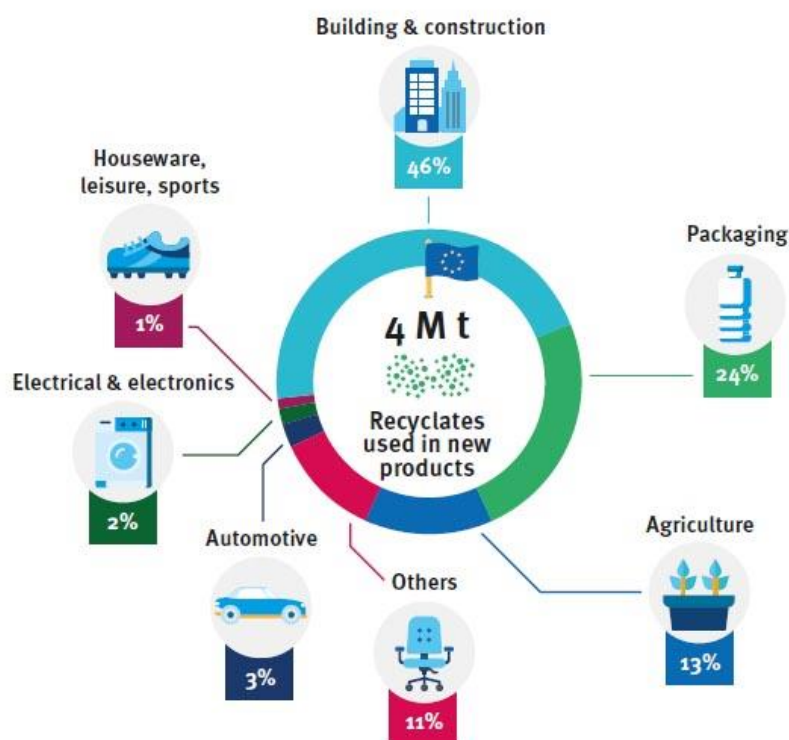 Building & construction
46%
Houseware,
leisure, sports
1%
Packaging
24%
4 Mt
Recyclates
used in new
products
Electrical & electronics
2%
Agriculture
13%
Automotive
3%
Others
11%